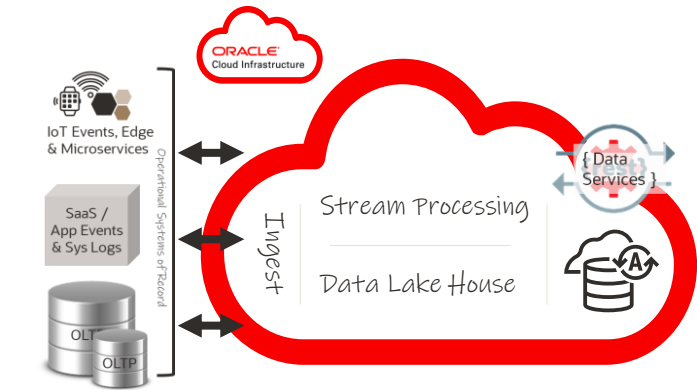 ORACLE
Cloud Infrastructure
IoT Events, Edge
& Microservices
Operational Systems of Record
SaaS /
App Events
& Sys Logs
OLTP
OLTP
Ingest
Stream Processing
Data Lake House
{ Data
Services }
{rest}
A